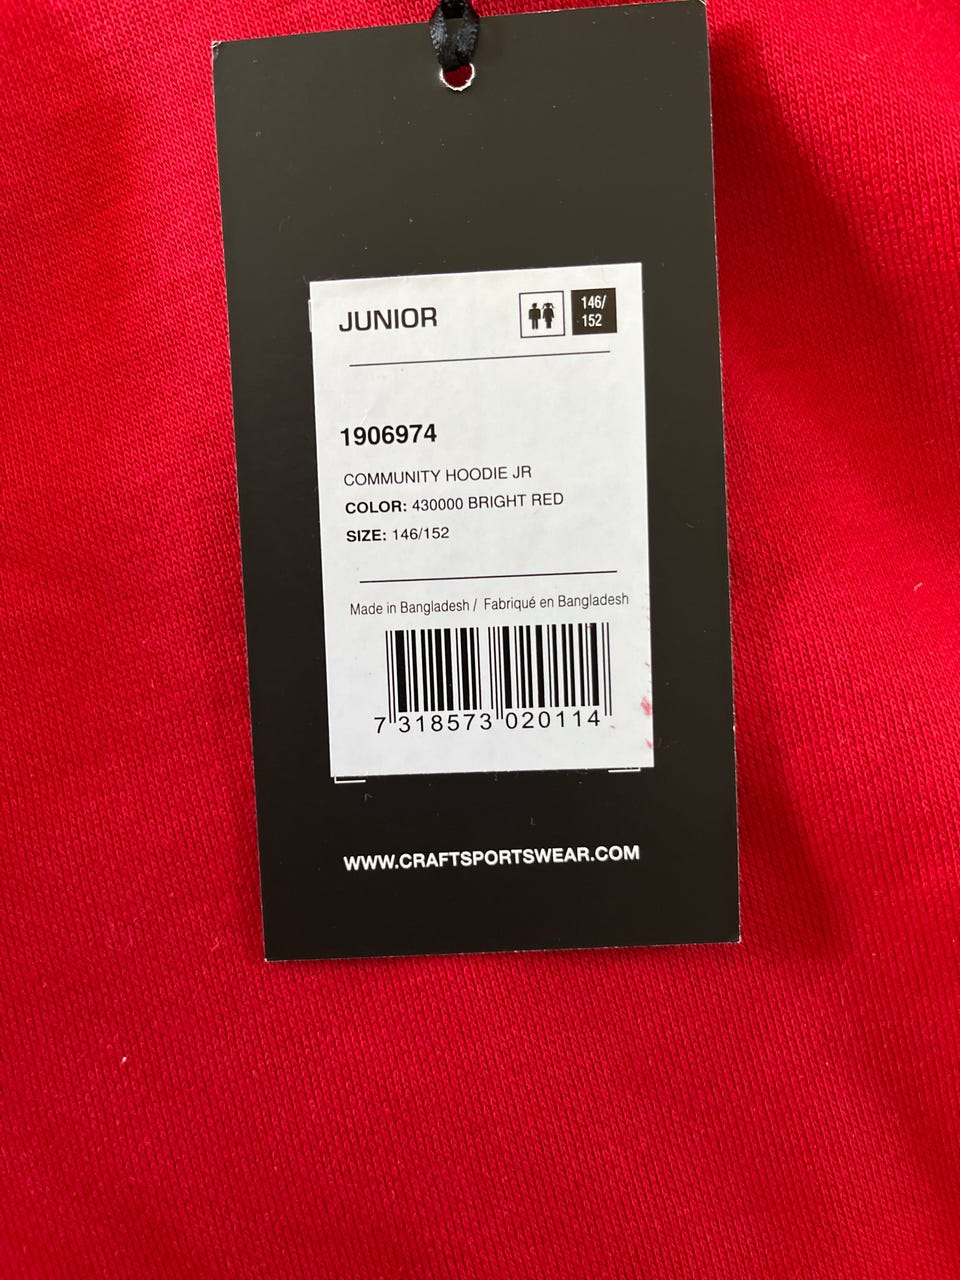 JUNIOR
146/
152
1906974
COMMUNITY HOODIE JR
COLOR: 430000 BRIGHT RED
SIZE: 146/152
Made in Bangladesh / Fabriqué en Bangladesh
7 318573 020114
WWW.CRAFTSPORTSWEAR.COM